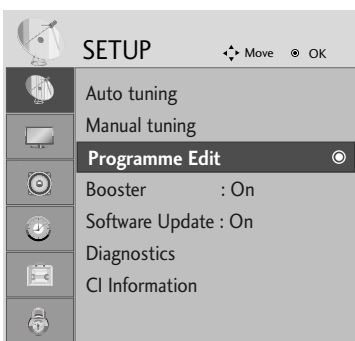 SETUP Move OK
Auto tuning
Manual tuning
Programme Edit
Booster : On
Software Update : On
Diagnostics
CI Information